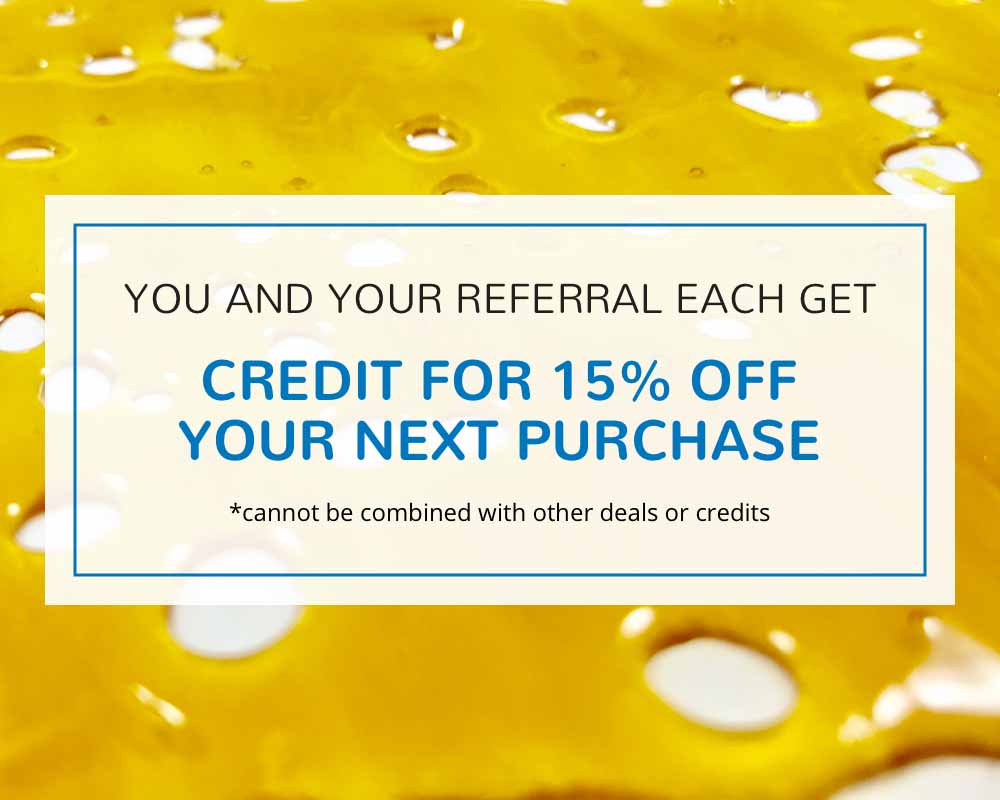 YOU AND YOUR REFERRAL EACH GET
CREDIT FOR 15% OFF
YOUR NEXT PURCHASE
*cannot be combined with other deals or credits